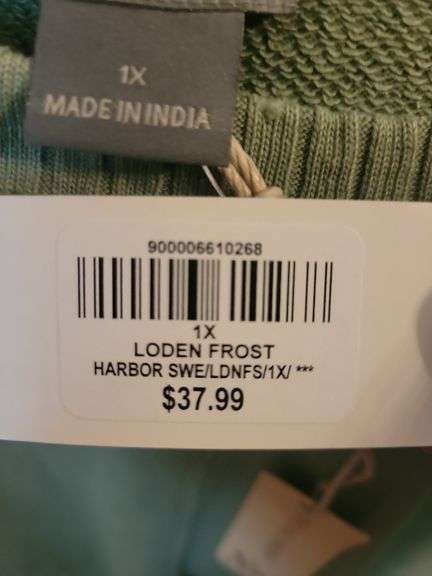 1X
MADE IN INDIA
900006610268
1X
LODEN FROST
HARBOR SWE/LDNFS/1X/ ***
$37.99